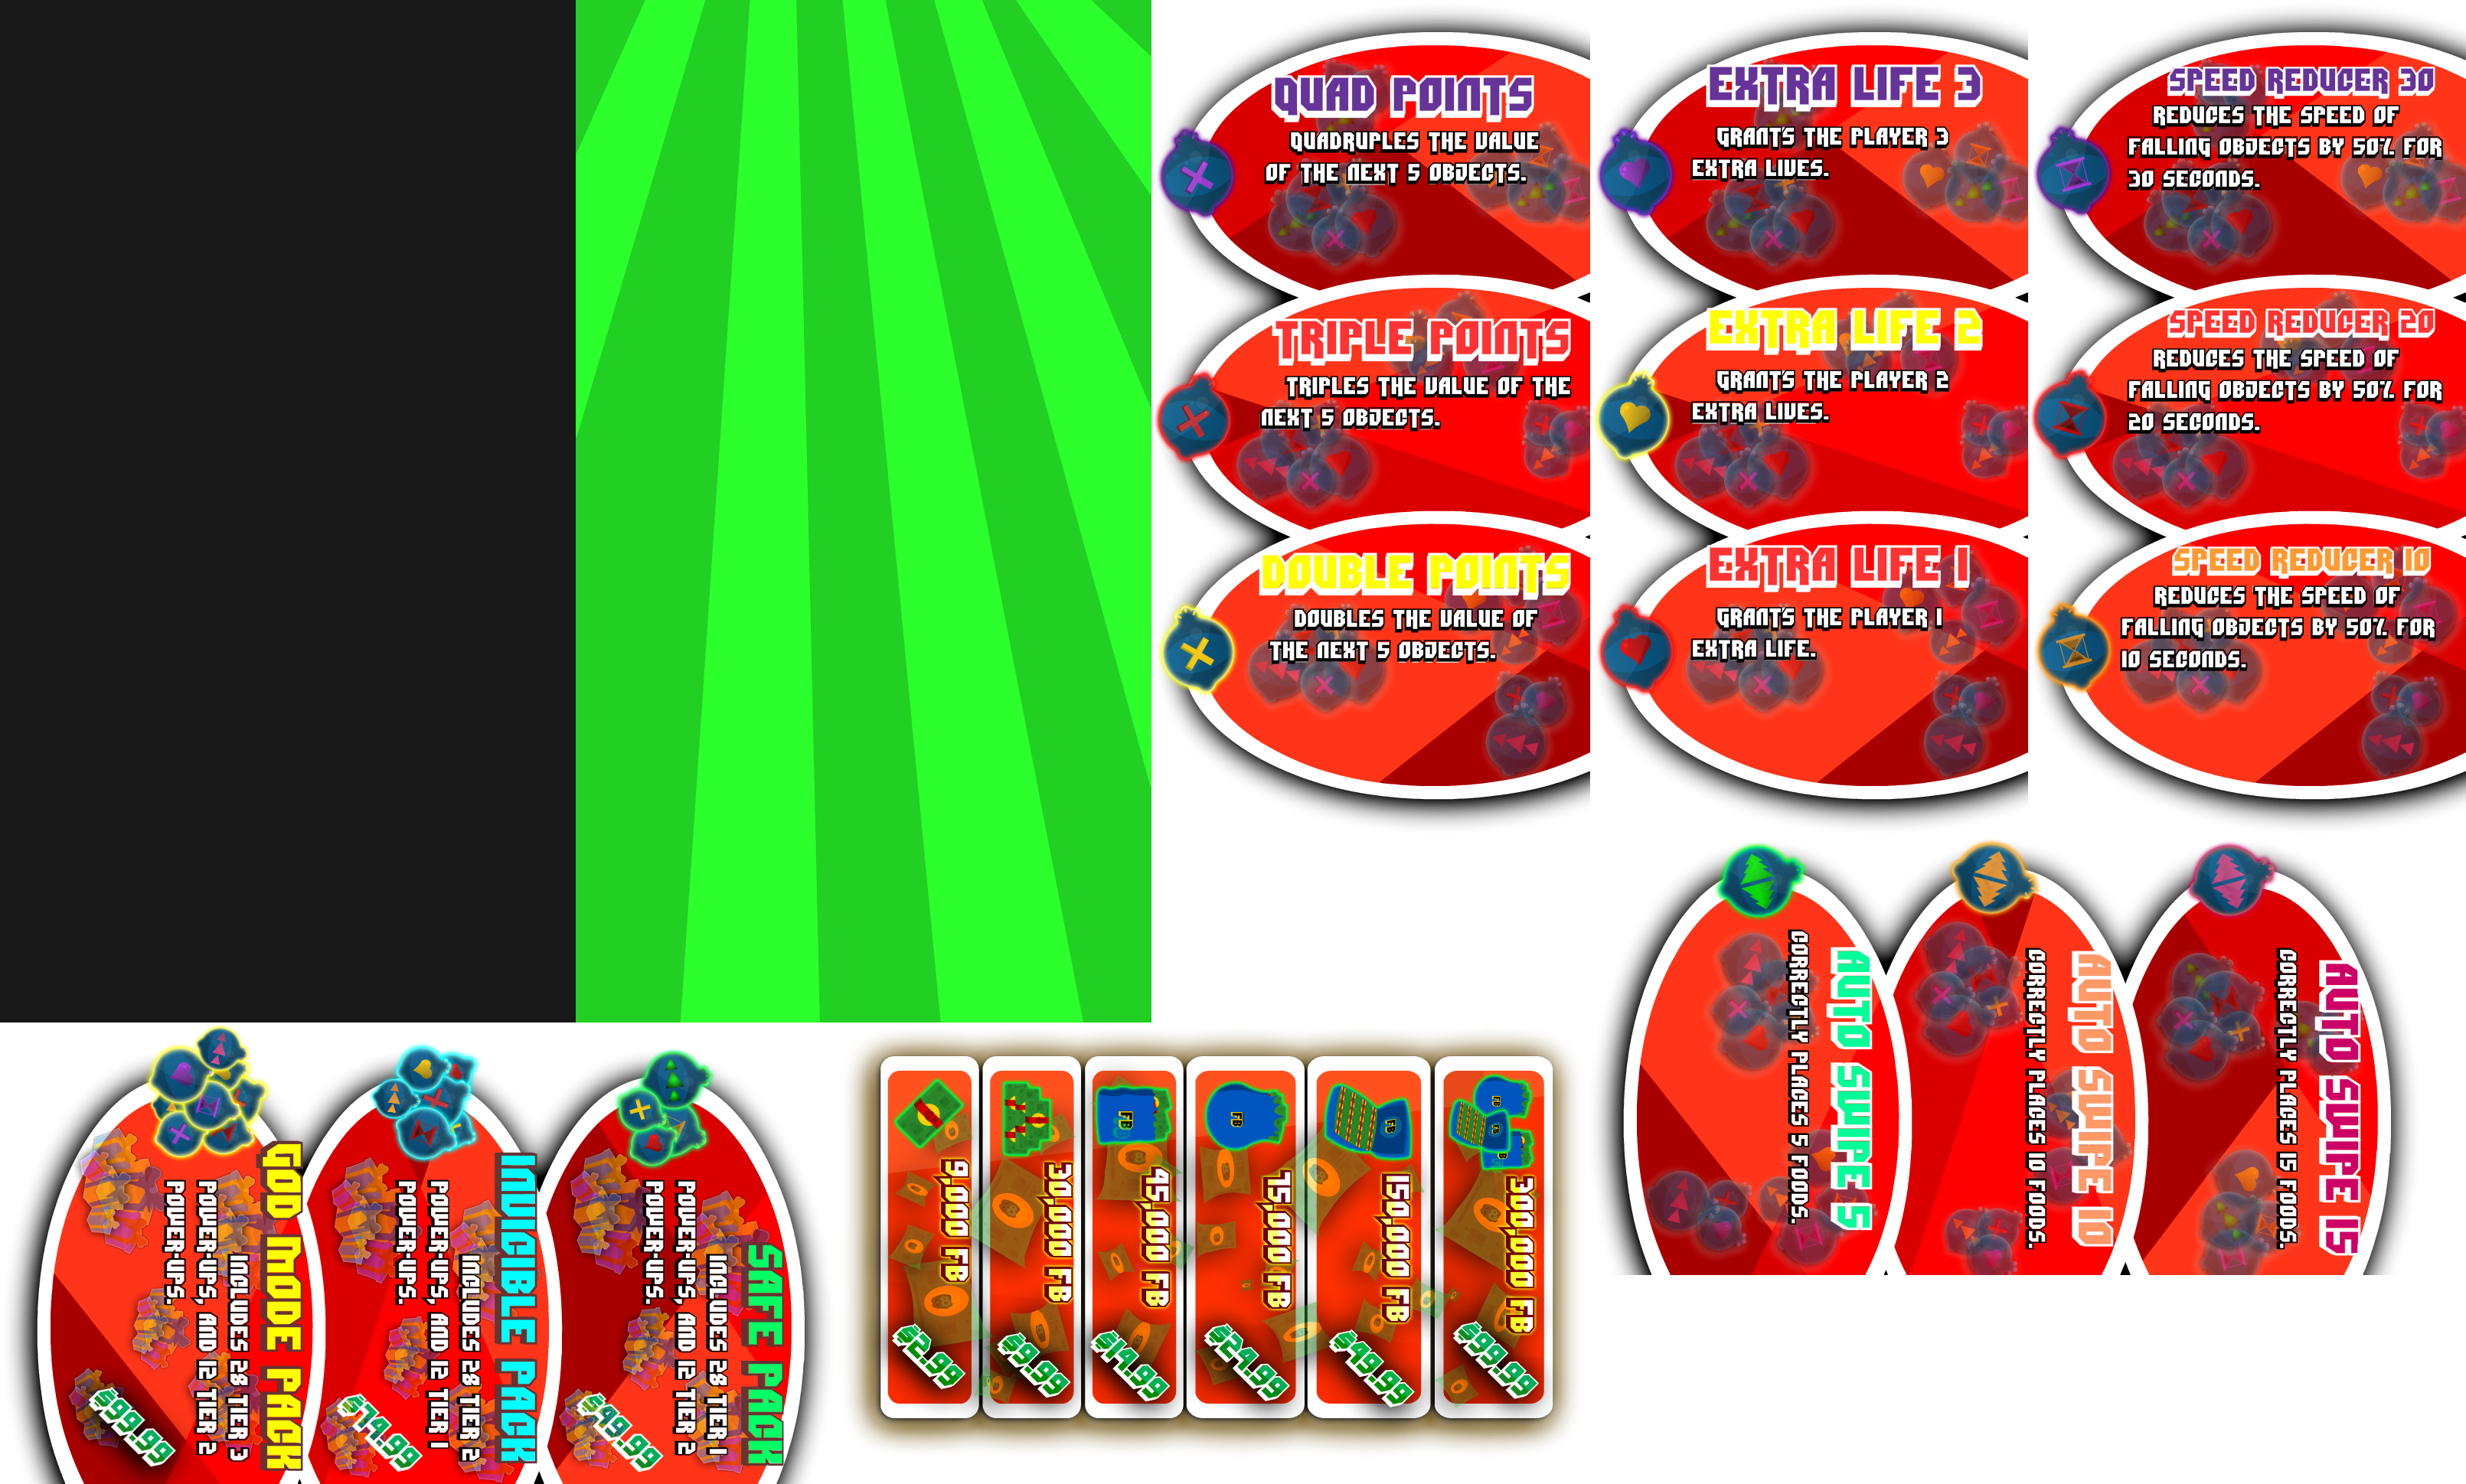 QUAD POINTS
QUADRUPLES THE VALUE
OF THE NEXT 5 OBJECTS.
TRIPLE POINTS
TRIPLES THE VALUE OF THE
NEXT 5 OBJECTS.
DOUBLE POINTS
DOUBLES THE VALUE OF
THE NEXT 5 OBJECTS.
EXTRA LIFE 3
GRANTS THE PLAYER 3
EXTRA LIVES.
EXTRA LIFE 2
GRANTS THE PLAYER 2
EXTRA LIVES.
EXTRA LIFE 1
GRANTS THE PLAYER 1
EXTRA LIFE.
SPEED REDUCER 30
REDUCES THE SPEED OF
FALLING OBJECTS BY 50% FOR
30 SECONDS.
SPEED REDUCER 20
REDUCES THE SPEED OF
FALLING OBJECTS BY 50% FOR
20 SECONDS.
SPEED REDUCER 10
REDUCES THE SPEED OF
FALLING OBJECTS BY 50% FOR
10 SECONDS.
AUTO SWIPE 15
CORRECTLY PLACES 15 FOODS.
AUTO SWIPE 10
CORRECTLY PLACES 10 FOODS.
AUTO SWIPE 5
CORRECTLY PLACES 5 FOODS.
SAFE PACK
INCLUDES 28 TIER 1
POWER-UPS, AND 12 TIER 2
POWER-UPS.
$49.99
INVICIBLE PACK
INCLUDES 28 TIER 2
POWER-UPS, AND 12 TIER 1
POWER-UPS.
$74.99
GOD MODE PACK
INCLUDES 28 TIER 3
POWER-UPS, AND 12 TIER 2
POWER-UPS.
$99.99
FB
FB
FB
300,000 FB
$99.99
FB
150,000 FB
$49.99
FB
75,000 FB
$24.99
FB
45,000 FB
$14.99
30,000 FB
$9.99
9,000 FB
$2.99